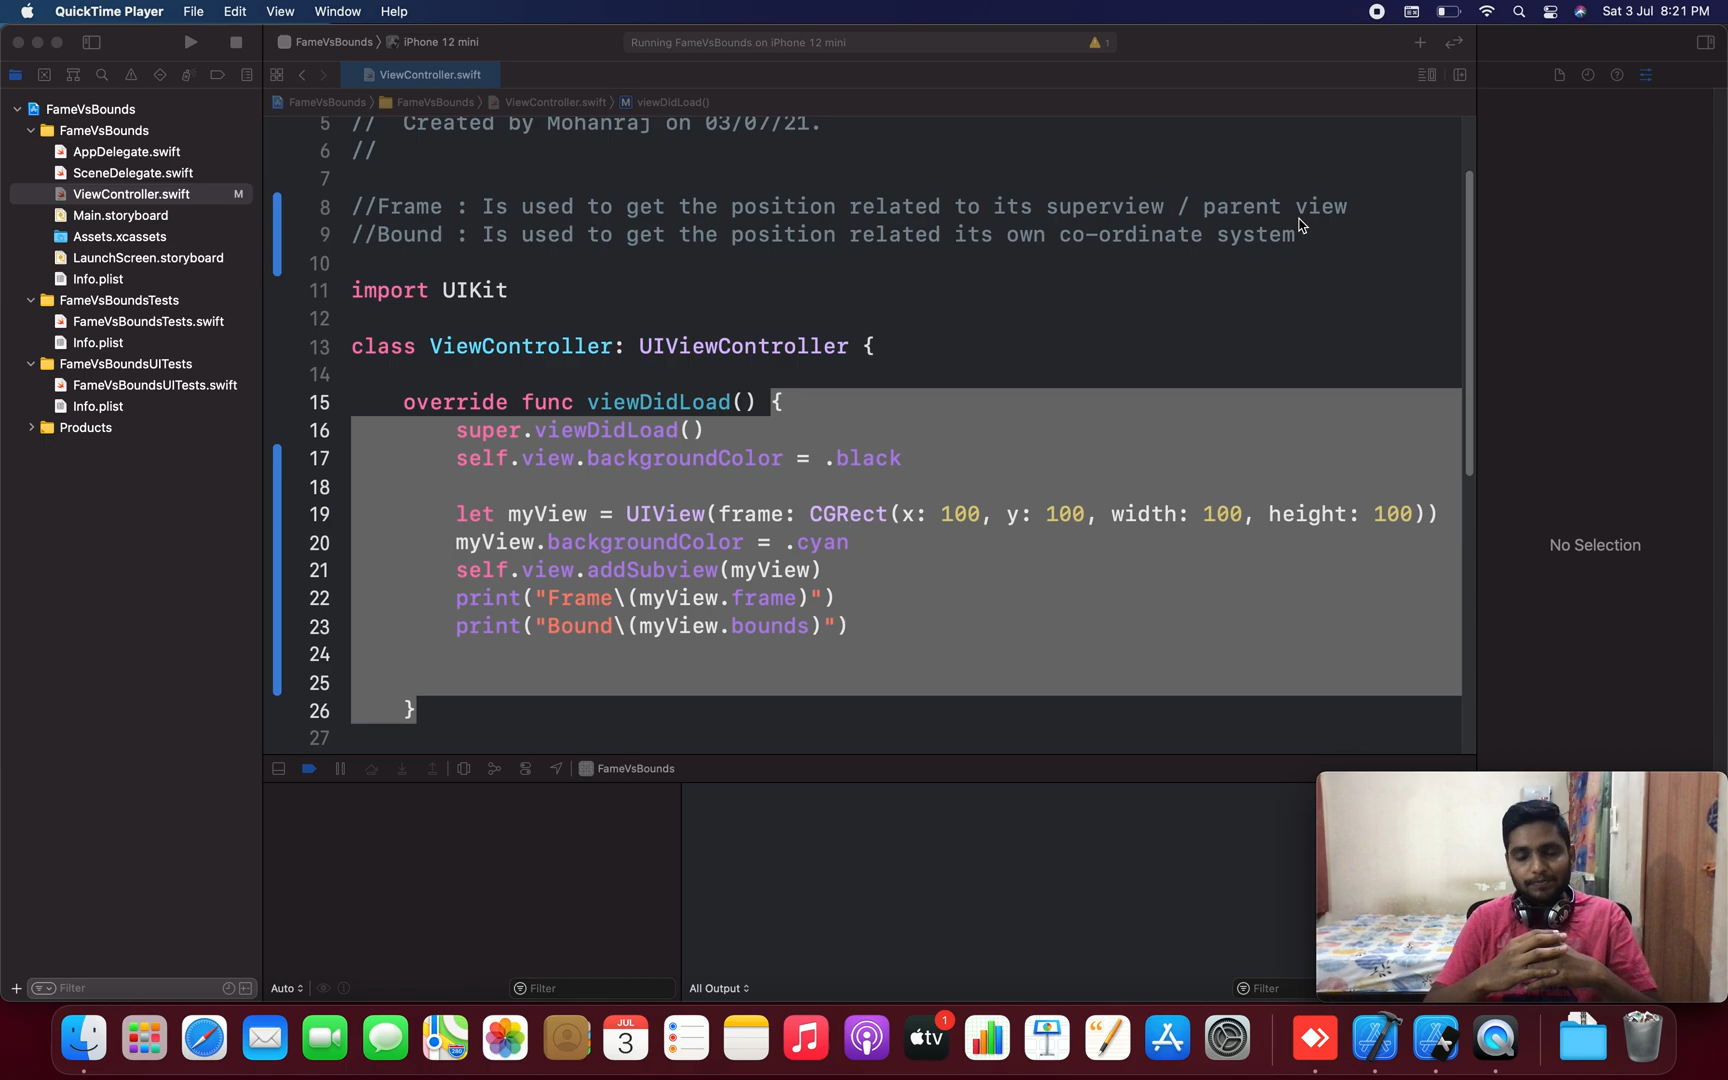 QuickTime Player File Edit View Window Help Sat 3 Jul 8:21 PM
FameVsBounds iPhone 12 mini Running FameVsBounds on iPhone 12 mini 1
ViewController.swift
FameVsBounds FameVsBounds ViewController.swift M viewDidLoad()
FameVsBounds
FameVsBounds
AppDelegate.swift
SceneDelegate.swift
ViewController.swift M
Main.storyboard
Assets.xcassets
LaunchScreen.storyboard
Info.plist
FameVsBoundsTests
FameVsBoundsTests.swift
Info.plist
FameVsBoundsUITests
FameVsBoundsUITests.swift
Info.plist
Products
5 // Created by Mohanraj on 03/07/21.
6 //
7
8 //Frame : Is used to get the position related to its superview / parent view
9 //Bound : Is used to get the position related its own co-ordinate system
10
11 import UIKit
12
13 class ViewController: UIViewController {
14
15 override func viewDidLoad() {
16 super.viewDidLoad()
17 self.view.backgroundColor = .black
18
19 let myView = UIView(frame: CGRect(x: 100, y: 100, width: 100, height: 100))
20 myView.backgroundColor = .cyan
21 self.view.addSubview(myView)
22 print("Frame\(myView.frame)")
23 print("Bound\(myView.bounds)")
24
25
26 }
27
No Selection
FameVsBounds
Filter
Auto
Filter
All Output
Filter
JUL
3
280
tv
1